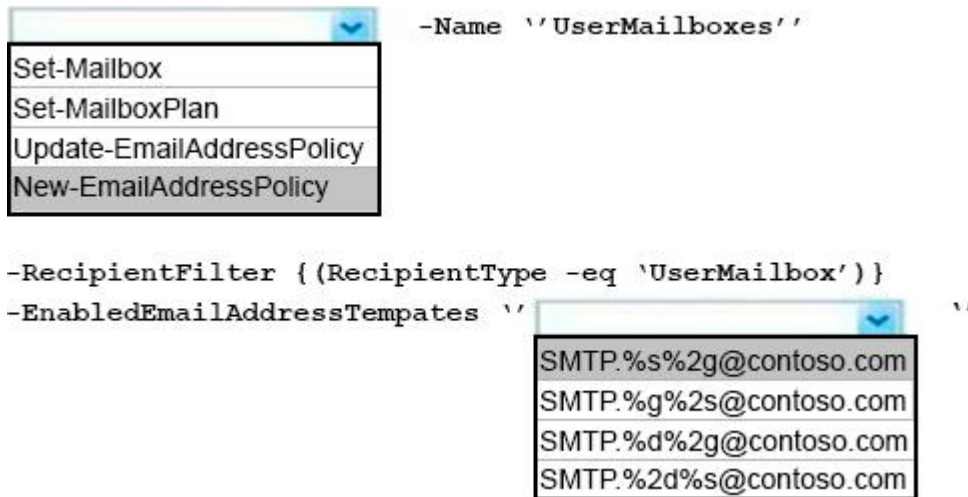 -Name ‵′UserMailboxes′′
Set-Mailbox
Set-MailboxPlan
Update-EmailAddressPolicy
New-EmailAddressPolicy
-RecipientFilter {(RecipientType -eq ‵UserMailbox′)}
-EnabledEmailAddressTempates ‵′ ‵′
SMTP.%s%2g@contoso.com
SMTP.%g%2s@contoso.com
SMTP.%d%2g@contoso.com
SMTP.%2d%s@contoso.com